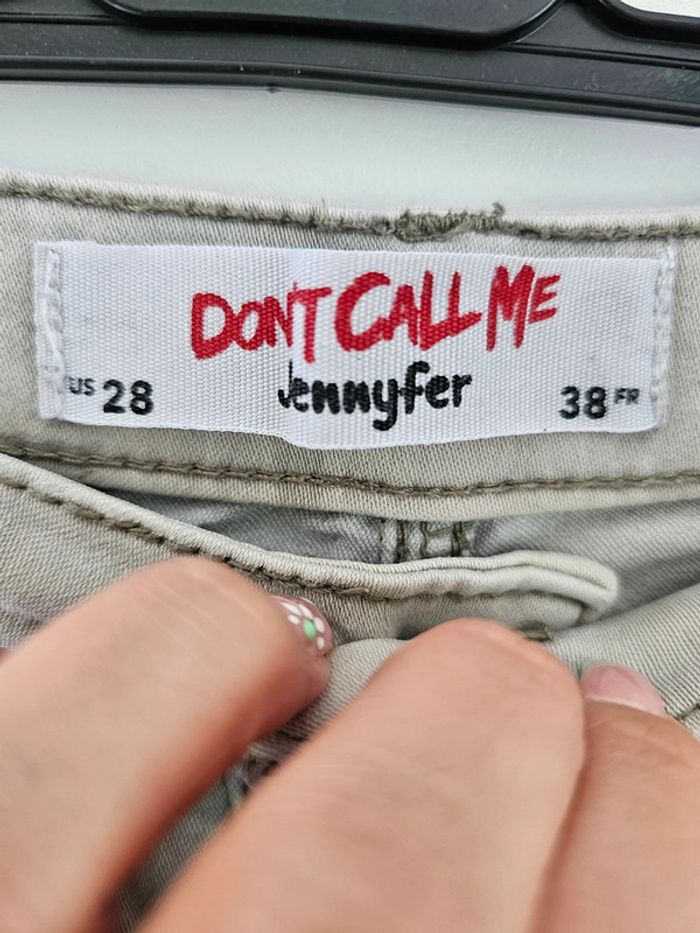 DONT CALL ME
Jennyfer
US 28
38 FR